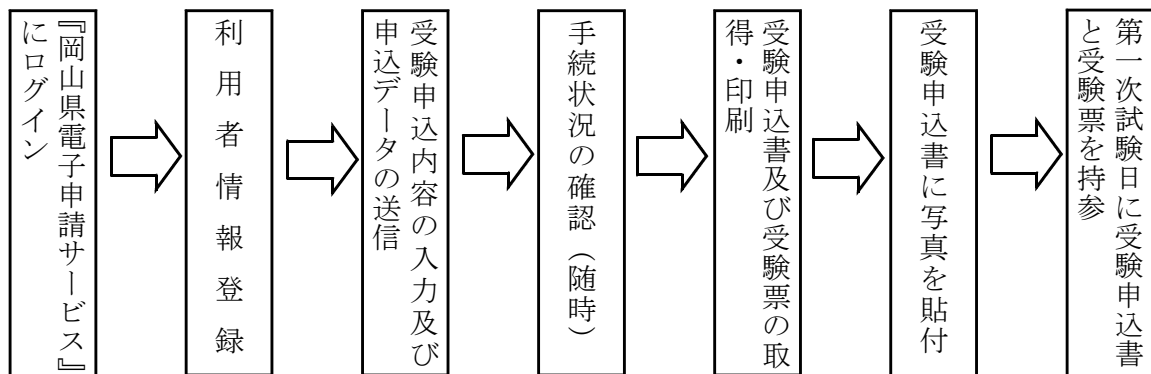 『岡山県電子申請サービス』
にログイン
利用者情報登録
受験申込内容の入力及び
申込データの送信
手続状況の確認（随時）
受験申込書及び受験票の取
得・印刷
受験申込書に写真を貼付
第一次試験日に受験申込書
と受験票を持参